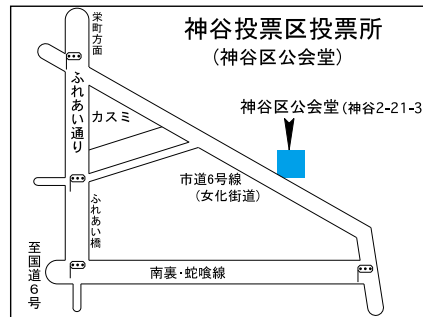 神谷投票区投票所
(神谷区公会堂)
栄町方面
ふれあい通り
カスミ
神谷区公会堂(神谷2-21-3
市道6号線
(女化街道)
ふれあい橋
至国道6号
南裏・蛇喰線